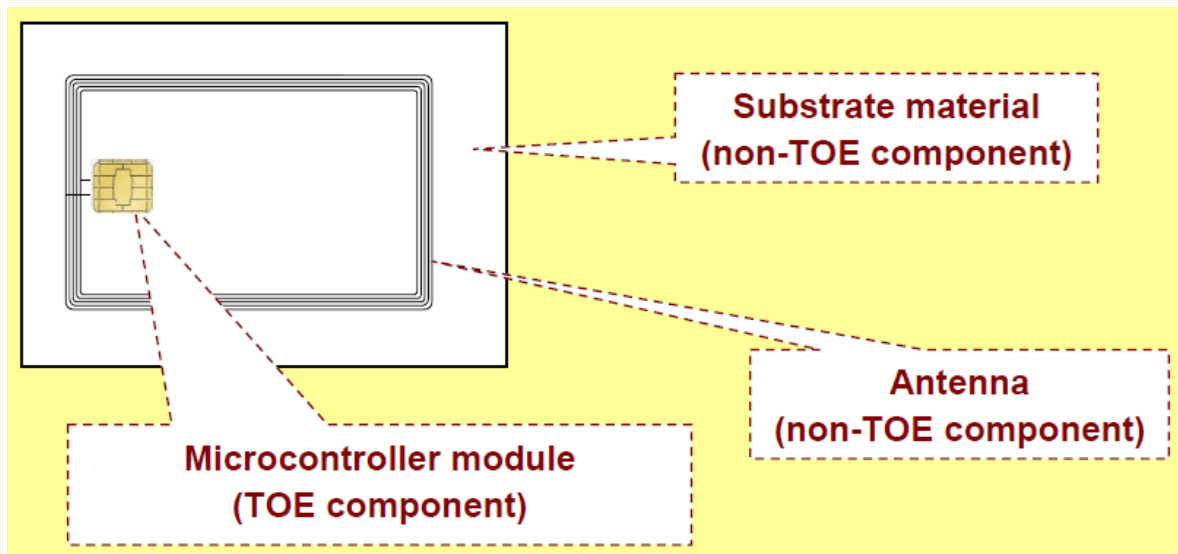 Substrate material
(non-TOE component)
Antenna
(non-TOE component)
Microcontroller module
(TOE component)